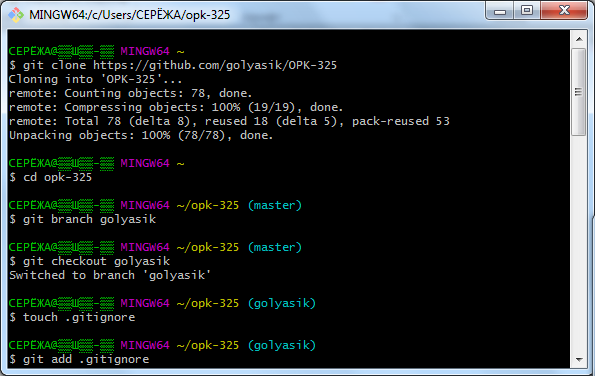 MINGW64:/c/Users/СЕРЁЖА/opk-325
СЕРЁЖА@▒▒Ц▒▒-▒▒ MINGW64 ~
$ git clone https://github.com/golyasik/OPK-325
Cloning into 'OPK-325'...
remote: Counting objects: 78, done.
remote: Compressing objects: 100% (19/19), done.
remote: Total 78 (delta 8), reused 18 (delta 5), pack-reused 53
Unpacking objects: 100% (78/78), done.
СЕРЁЖА@▒▒Ц▒▒-▒▒ MINGW64 ~
$ cd opk-325
СЕРЁЖА@▒▒Ц▒▒-▒▒ MINGW64 ~/opk-325 (master)
$ git branch golyasik
СЕРЁЖА@▒▒Ц▒▒-▒▒ MINGW64 ~/opk-325 (master)
$ git checkout golyasik
Switched to branch 'golyasik'
СЕРЁЖА@▒▒Ц▒▒-▒▒ MINGW64 ~/opk-325 (golyasik)
$ touch .gitignore
СЕРЁЖА@▒▒Ц▒▒-▒▒ MINGW64 ~/opk-325 (golyasik)
$ git add .gitignore